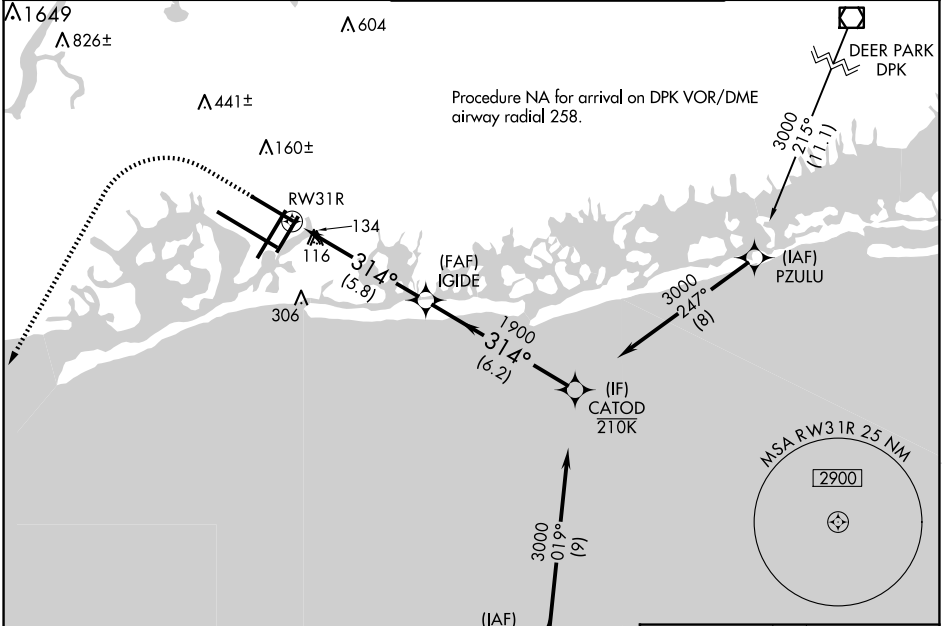 1649
826±
604
DEER PARK
DPK
441±
Procedure NA for arrival on DPK VOR/DME
airway radial 258.
3000
215°
(11.1)
160±
RW31R
134
116
314°
(5.8)
(FAF)
IGIDE
(IAF)
PZULU
306
3000
247°
(8)
1900
314°
(6.2)
(IF)
CATOD
210K
MSA RW31R 25 NM
2900
3000
019°
(9)
(IAF)